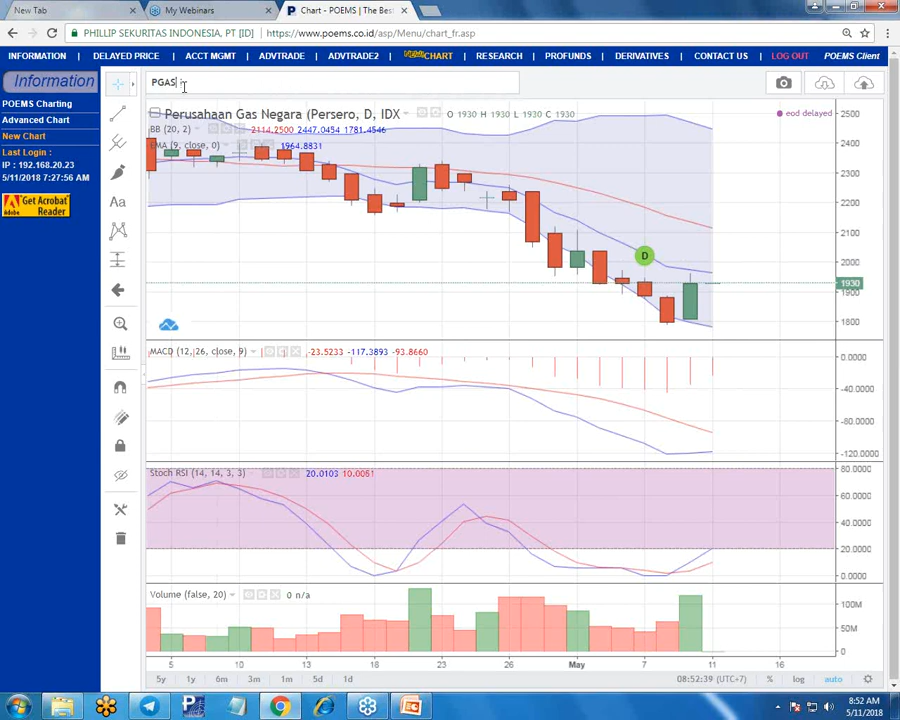 New Tab
My Webinars
Chart - POEMS | The Bes
PHILLIP SEKURITAS INDONESIA, PT [ID]
https://www.poems.co.id/asp/Menu/chart_fr.asp
INFORMATION DELAYED PRICE ACCT MGMT ADVTRADE ADVTRADE2 NEW CHART RESEARCH PROFUNDS DERIVATIVES CONTACT US LOG OUT POEMS Client
Information
PGAS
POEMS Charting
Advanced Chart
New Chart
Last Login :
IP : 192.168.20.23
5/11/2018 7:27:56 AM
Get Acrobat
Reader
Adobe
Aa
Perusahaan Gas Negara (Persero, D, IDX
O 1930 H 1930 L 1930 C 1930
eod delayed
BB (20, 2) 2114.2500 2447.0454 1781.4546
EMA (9, close, 0) 1964.8831
D
2500
2400
2300
2200
2100
2000
1930
1900
1800
MACD (12, 26, close, 9) -23.5233 -117.3893 -93.8660
0.0000
-40.0000
-80.0000
-120.0000
Stoch RSI (14, 14, 3, 3) 20.0103 10.0051
80.0000
60.0000
40.0000
20.0000
0.0000
Volume (false, 20) 0 n/a
100M
50M
0
5 10 13 18 23 26 May 7 11 16
5y 1y 6m 3m 1m 5d 1d
08:52:39 (UTC+7) % log auto
8:52 AM
5/11/2018